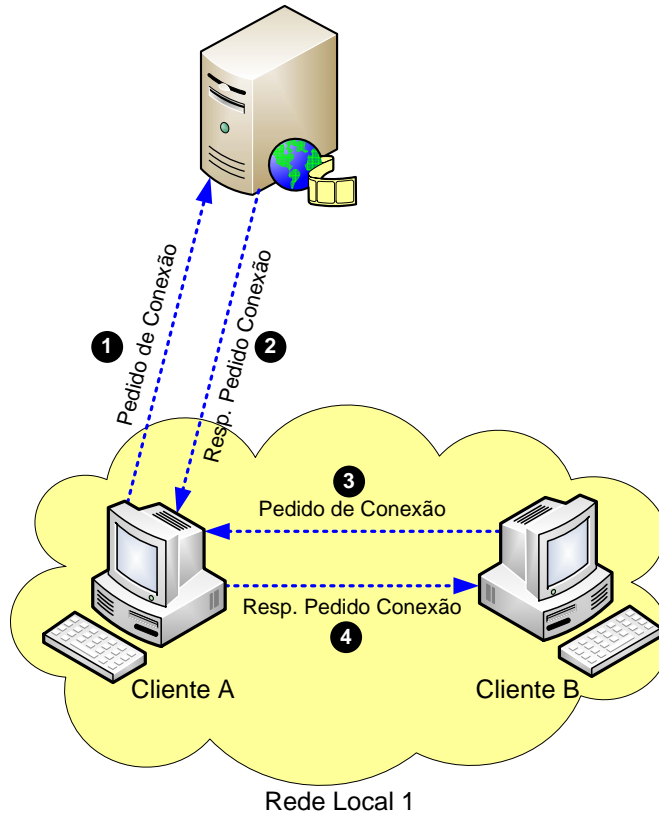 1
Pedido de Conexão
Resp. Pedido Conexão
2
3
Pedido de Conexão
Resp. Pedido Conexão
4
Cliente A
Cliente B
Rede Local 1